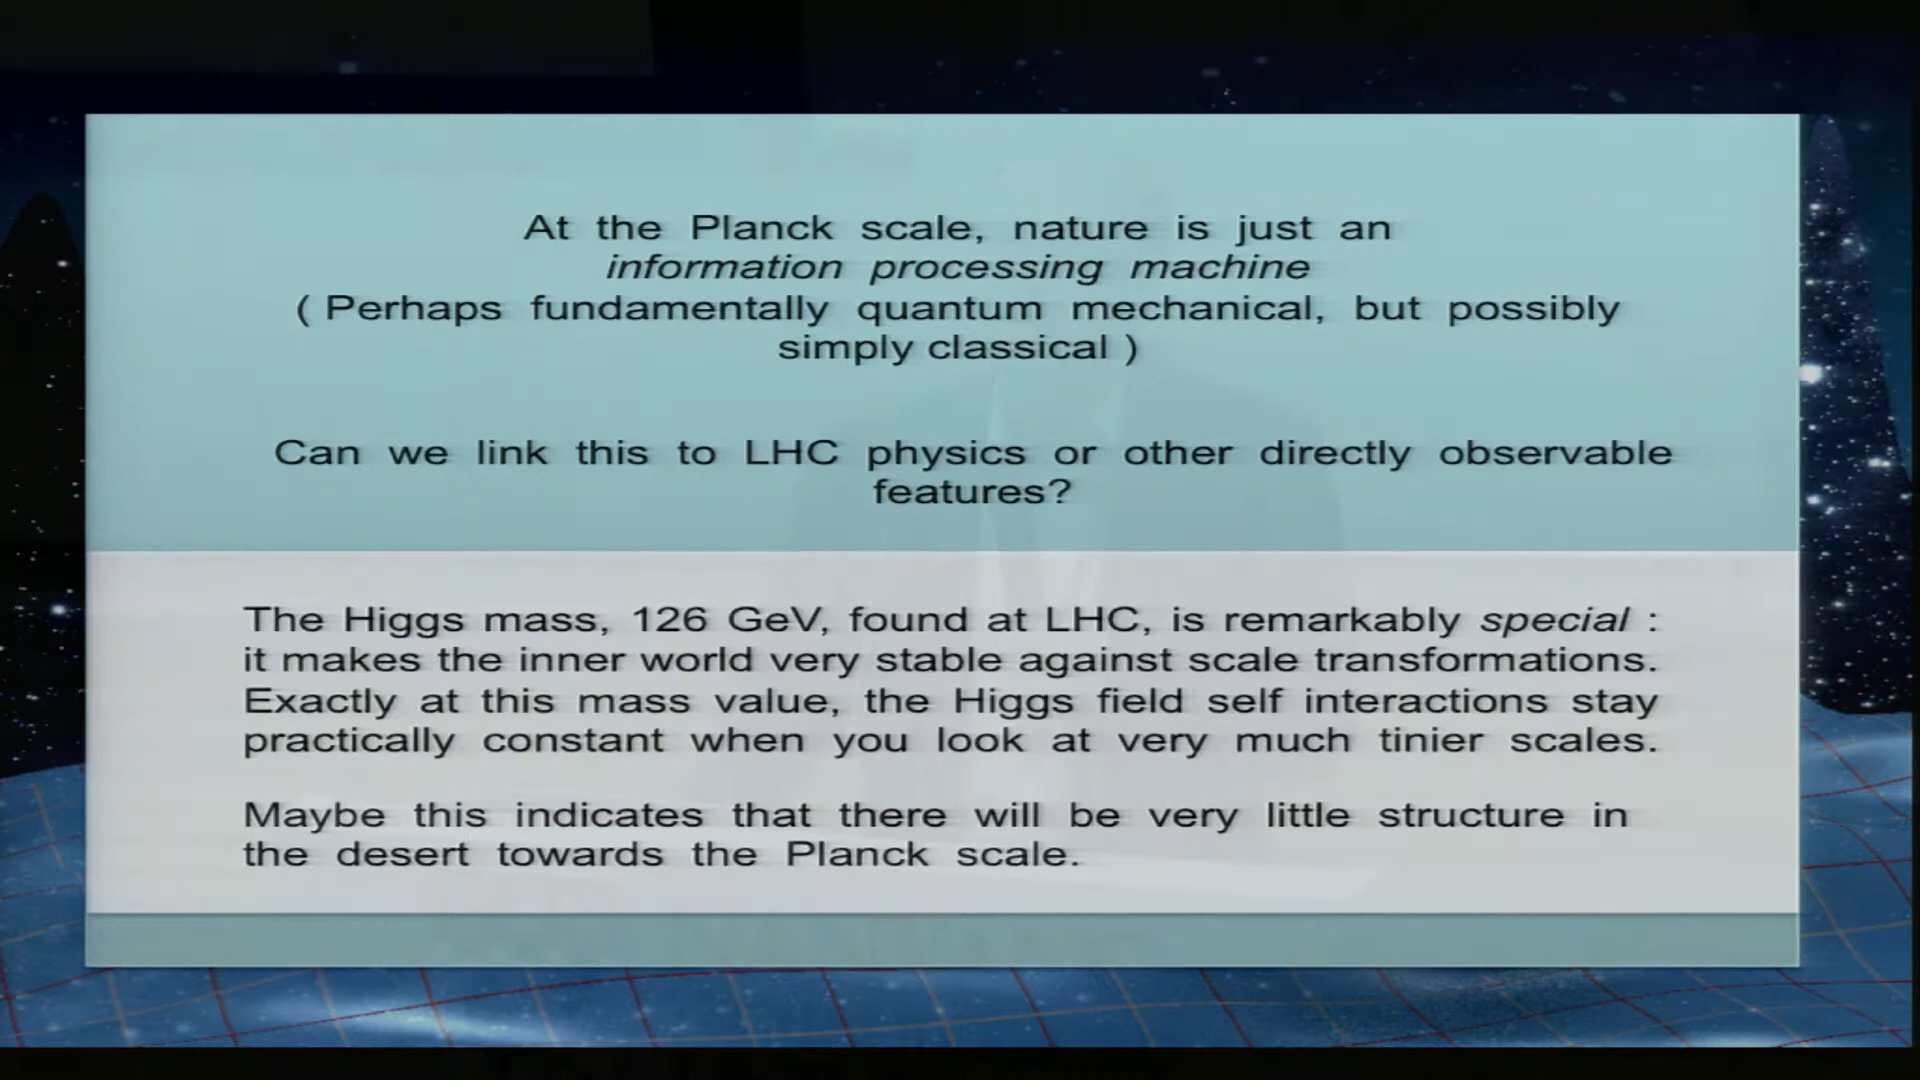 At the Planck scale, nature is just an
information processing machine
( Perhaps fundamentally quantum mechanical, but possibly
simply classical )
Can we link this to LHC physics or other directly observable
features?
The Higgs mass, 126 GeV, found at LHC, is remarkably special :
it makes the inner world very stable against scale transformations.
Exactly at this mass value, the Higgs field self interactions stay
practically constant when you look at very much tinier scales.
Maybe this indicates that there will be very little structure in
the desert towards the Planck scale.